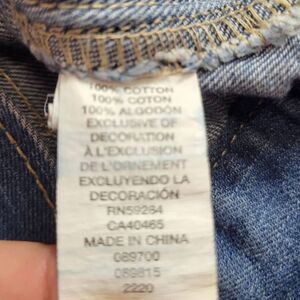 100% COTTON
100% COTON
100% ALGODÓN
EXCLUSIVE OF
DECORATION
À L'EXCLUSION
DE L'ORNEMENT
EXCLUYENDO LA
DECORACIÓN
RN59284
CA40465
MADE IN CHINA
089700
089815
2220